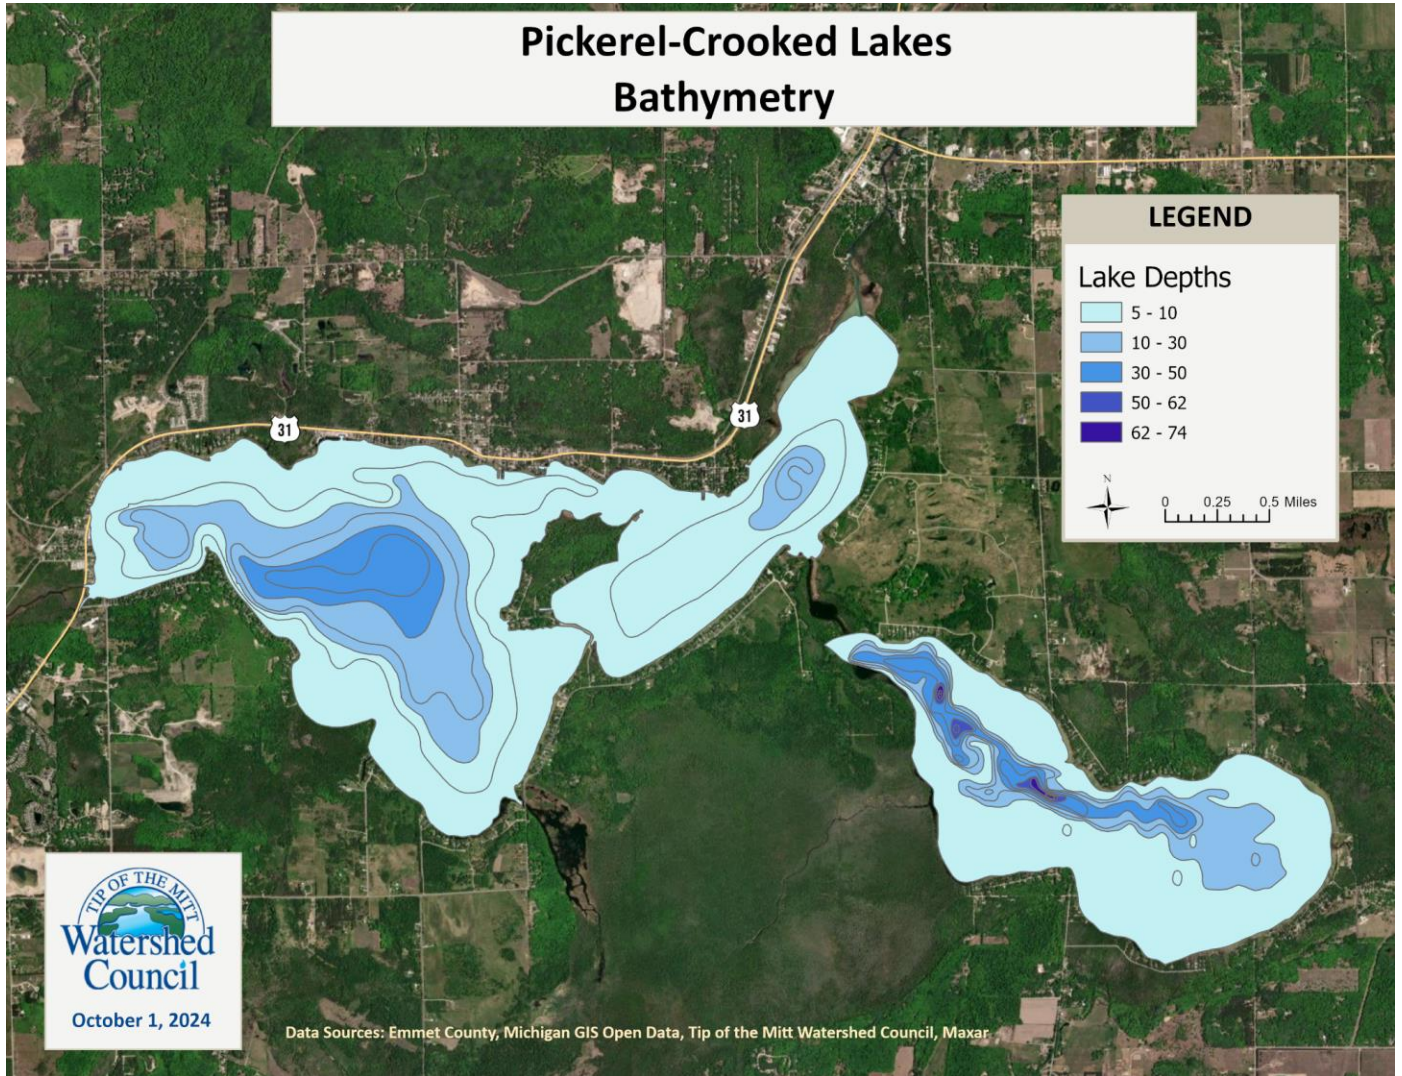 Pickerel-Crooked Lakes
Bathymetry
LEGEND
Lake Depths
5 - 10
10 - 30
30 - 50
50 - 62
62 - 74
N
0 0.25 0.5 Miles
31
31
TIP OF THE MITT
Watershed
Council
October 1, 2024
Data Sources: Emmet County, Michigan GIS Open Data, Tip of the Mitt Watershed Council, Maxar